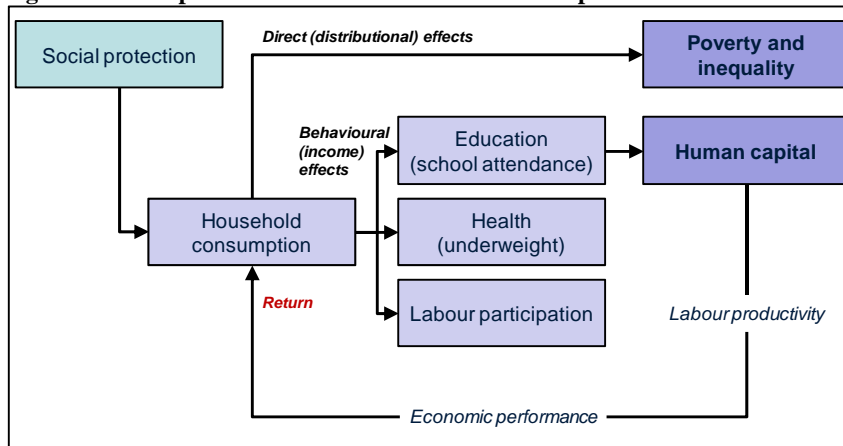 Direct (distributional) effects
Social protection
Poverty and
inequality
Behavioural
(income)
effects
Education
(school attendance)
Human capital
Household
consumption
Health
(underweight)
Return
Labour participation
Labour productivity
Economic performance